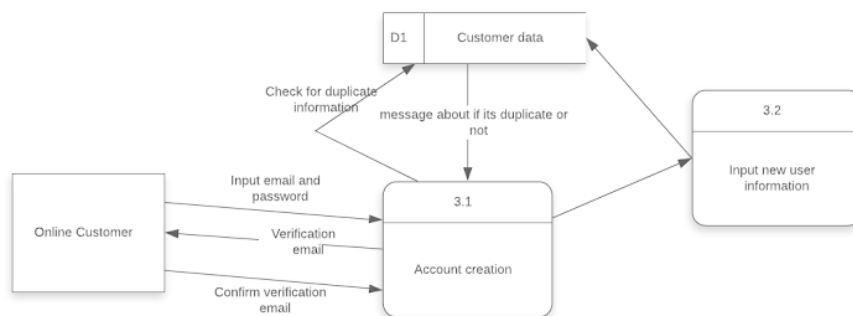 D1
Customer data
Check for duplicate
information
message about if its duplicate or
not
3.2
Input new user
information
Input email and
password
3.1
Online Customer
Verification
email
Account creation
Confirm verification
email